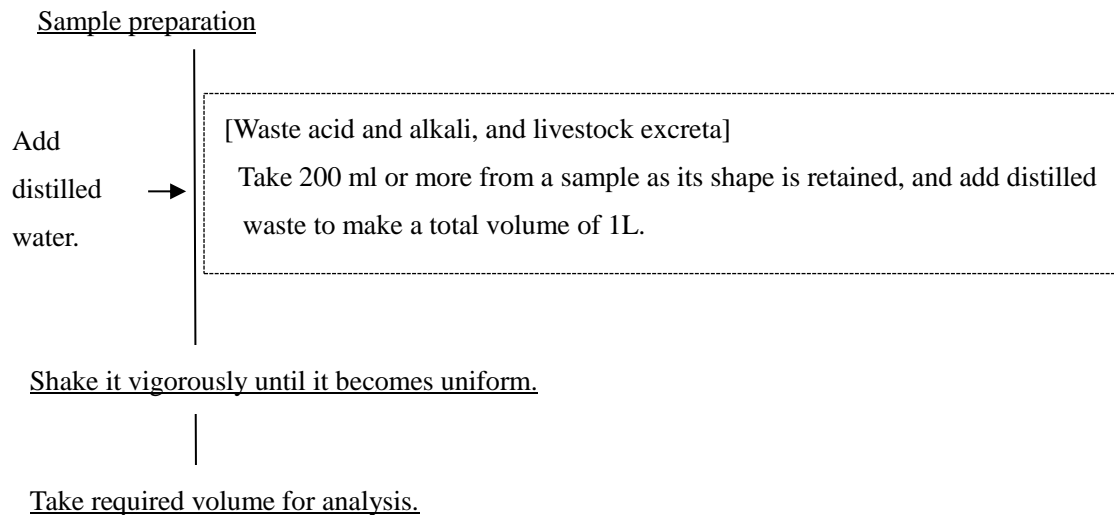 Sample preparation
Add
distilled
water.
[Waste acid and alkali, and livestock excreta]
Take 200 ml or more from a sample as its shape is retained, and add distilled
waste to make a total volume of 1L.
Shake it vigorously until it becomes uniform.
Take required volume for analysis.